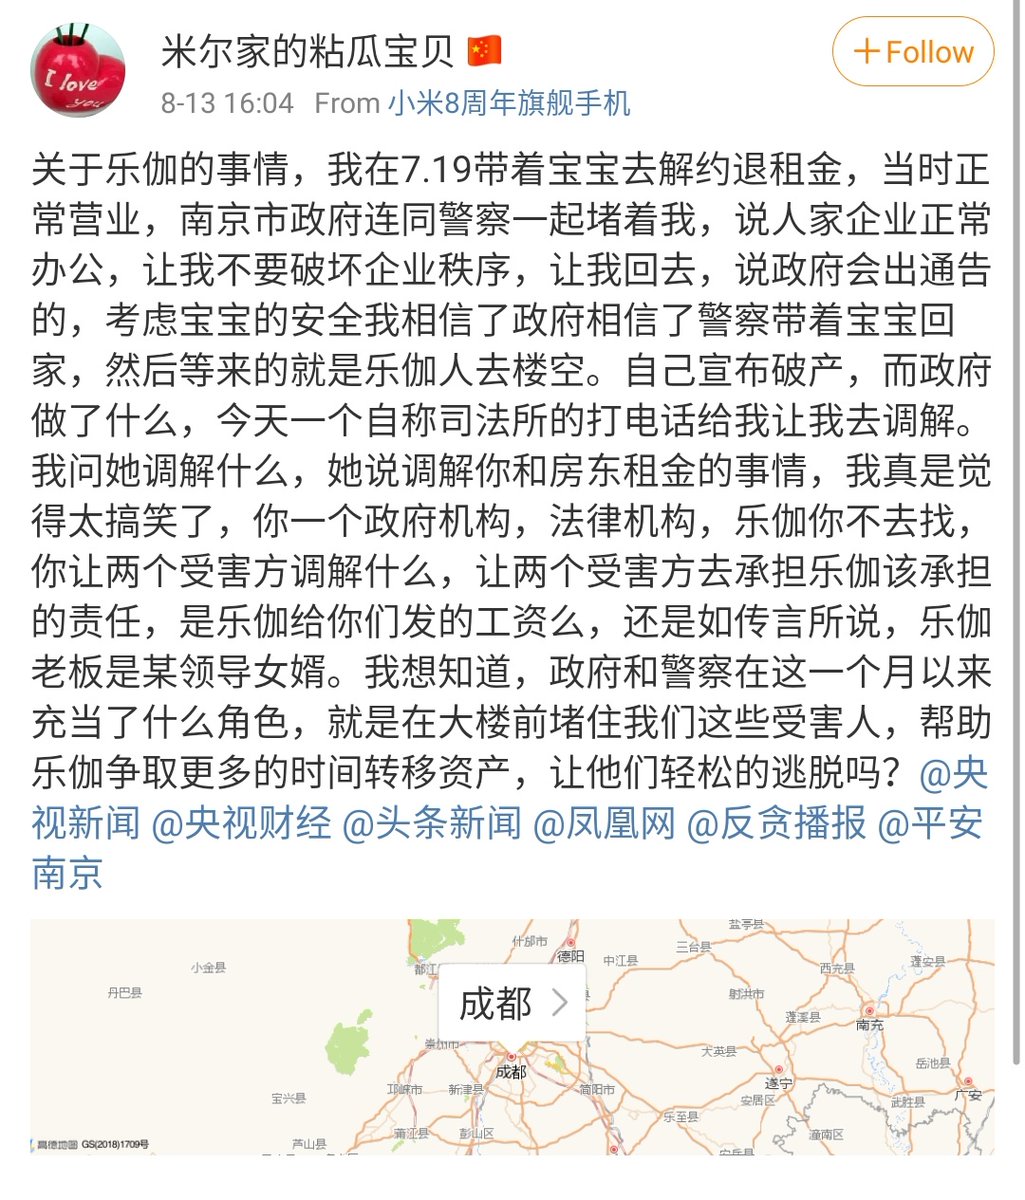 I love
you
米尔家的粘瓜宝贝 🇨🇳
+Follow
8-13 16:04 From 小米8周年旗舰手机
关于乐伽的事情，我在7.19带着宝宝去解约退租金，当时正
常营业，南京市政府连同警察一起堵着我，说人家企业正常
办公，让我不要破坏企业秩序，让我回去，说政府会出通告
的，考虑宝宝的安全我相信了政府相信了警察带着宝宝回
家，然后等来的就是乐伽人去楼空。自己宣布破产，而政府
做了什么，今天一个自称司法所的打电话给我让我去调解。
我问她调解什么，她说调解你和房东租金的事情，我真是觉
得太搞笑了，你一个政府机构，法律机构，乐伽你不去找，
你让两个受害方调解什么，让两个受害方去承担乐伽该承担
的责任，是乐伽给你们发的工资么，还是如传言所说，乐伽
老板是某领导女婿。我想知道，政府和警察在这一个月以来
充当了什么角色，就是在大楼前堵住我们这些受害人，帮助
乐伽争取更多的时间转移资产，让他们轻松的逃脱吗？@央
视新闻 @央视财经 @头条新闻 @凤凰网 @反贪播报 @平安
南京
盐亭县
什邡市
德阳
中江县
三台县
西充县
蓬安县
小金县
丹巴县
成都
射洪市
蓬溪县
南充
崇州市
大英县
成都
遂宁
岳池县
广安
邛崃市
新津县
简阳市
安居区
武胜县
宝兴县
乐至县
蒲江县
彭山区
潼南区
芦山县
高德地图 GS(2018)1709号